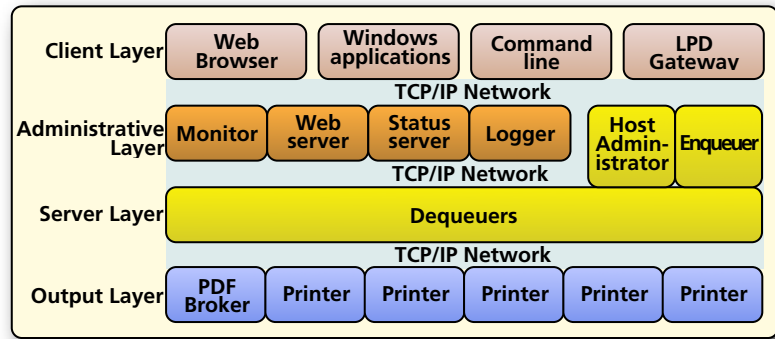 Client Layer
Web
Browser
Windows
applications
Command
line
LPD
Gateway
TCP/IP Network
Administrative
Layer
Monitor
Web
server
Status
server
Logger
Host
Admin-
istrator
Enqueuer
TCP/IP Network
Server Layer
Dequeuers
TCP/IP Network
Output Layer
PDF
Broker
Printer
Printer
Printer
Printer
Printer